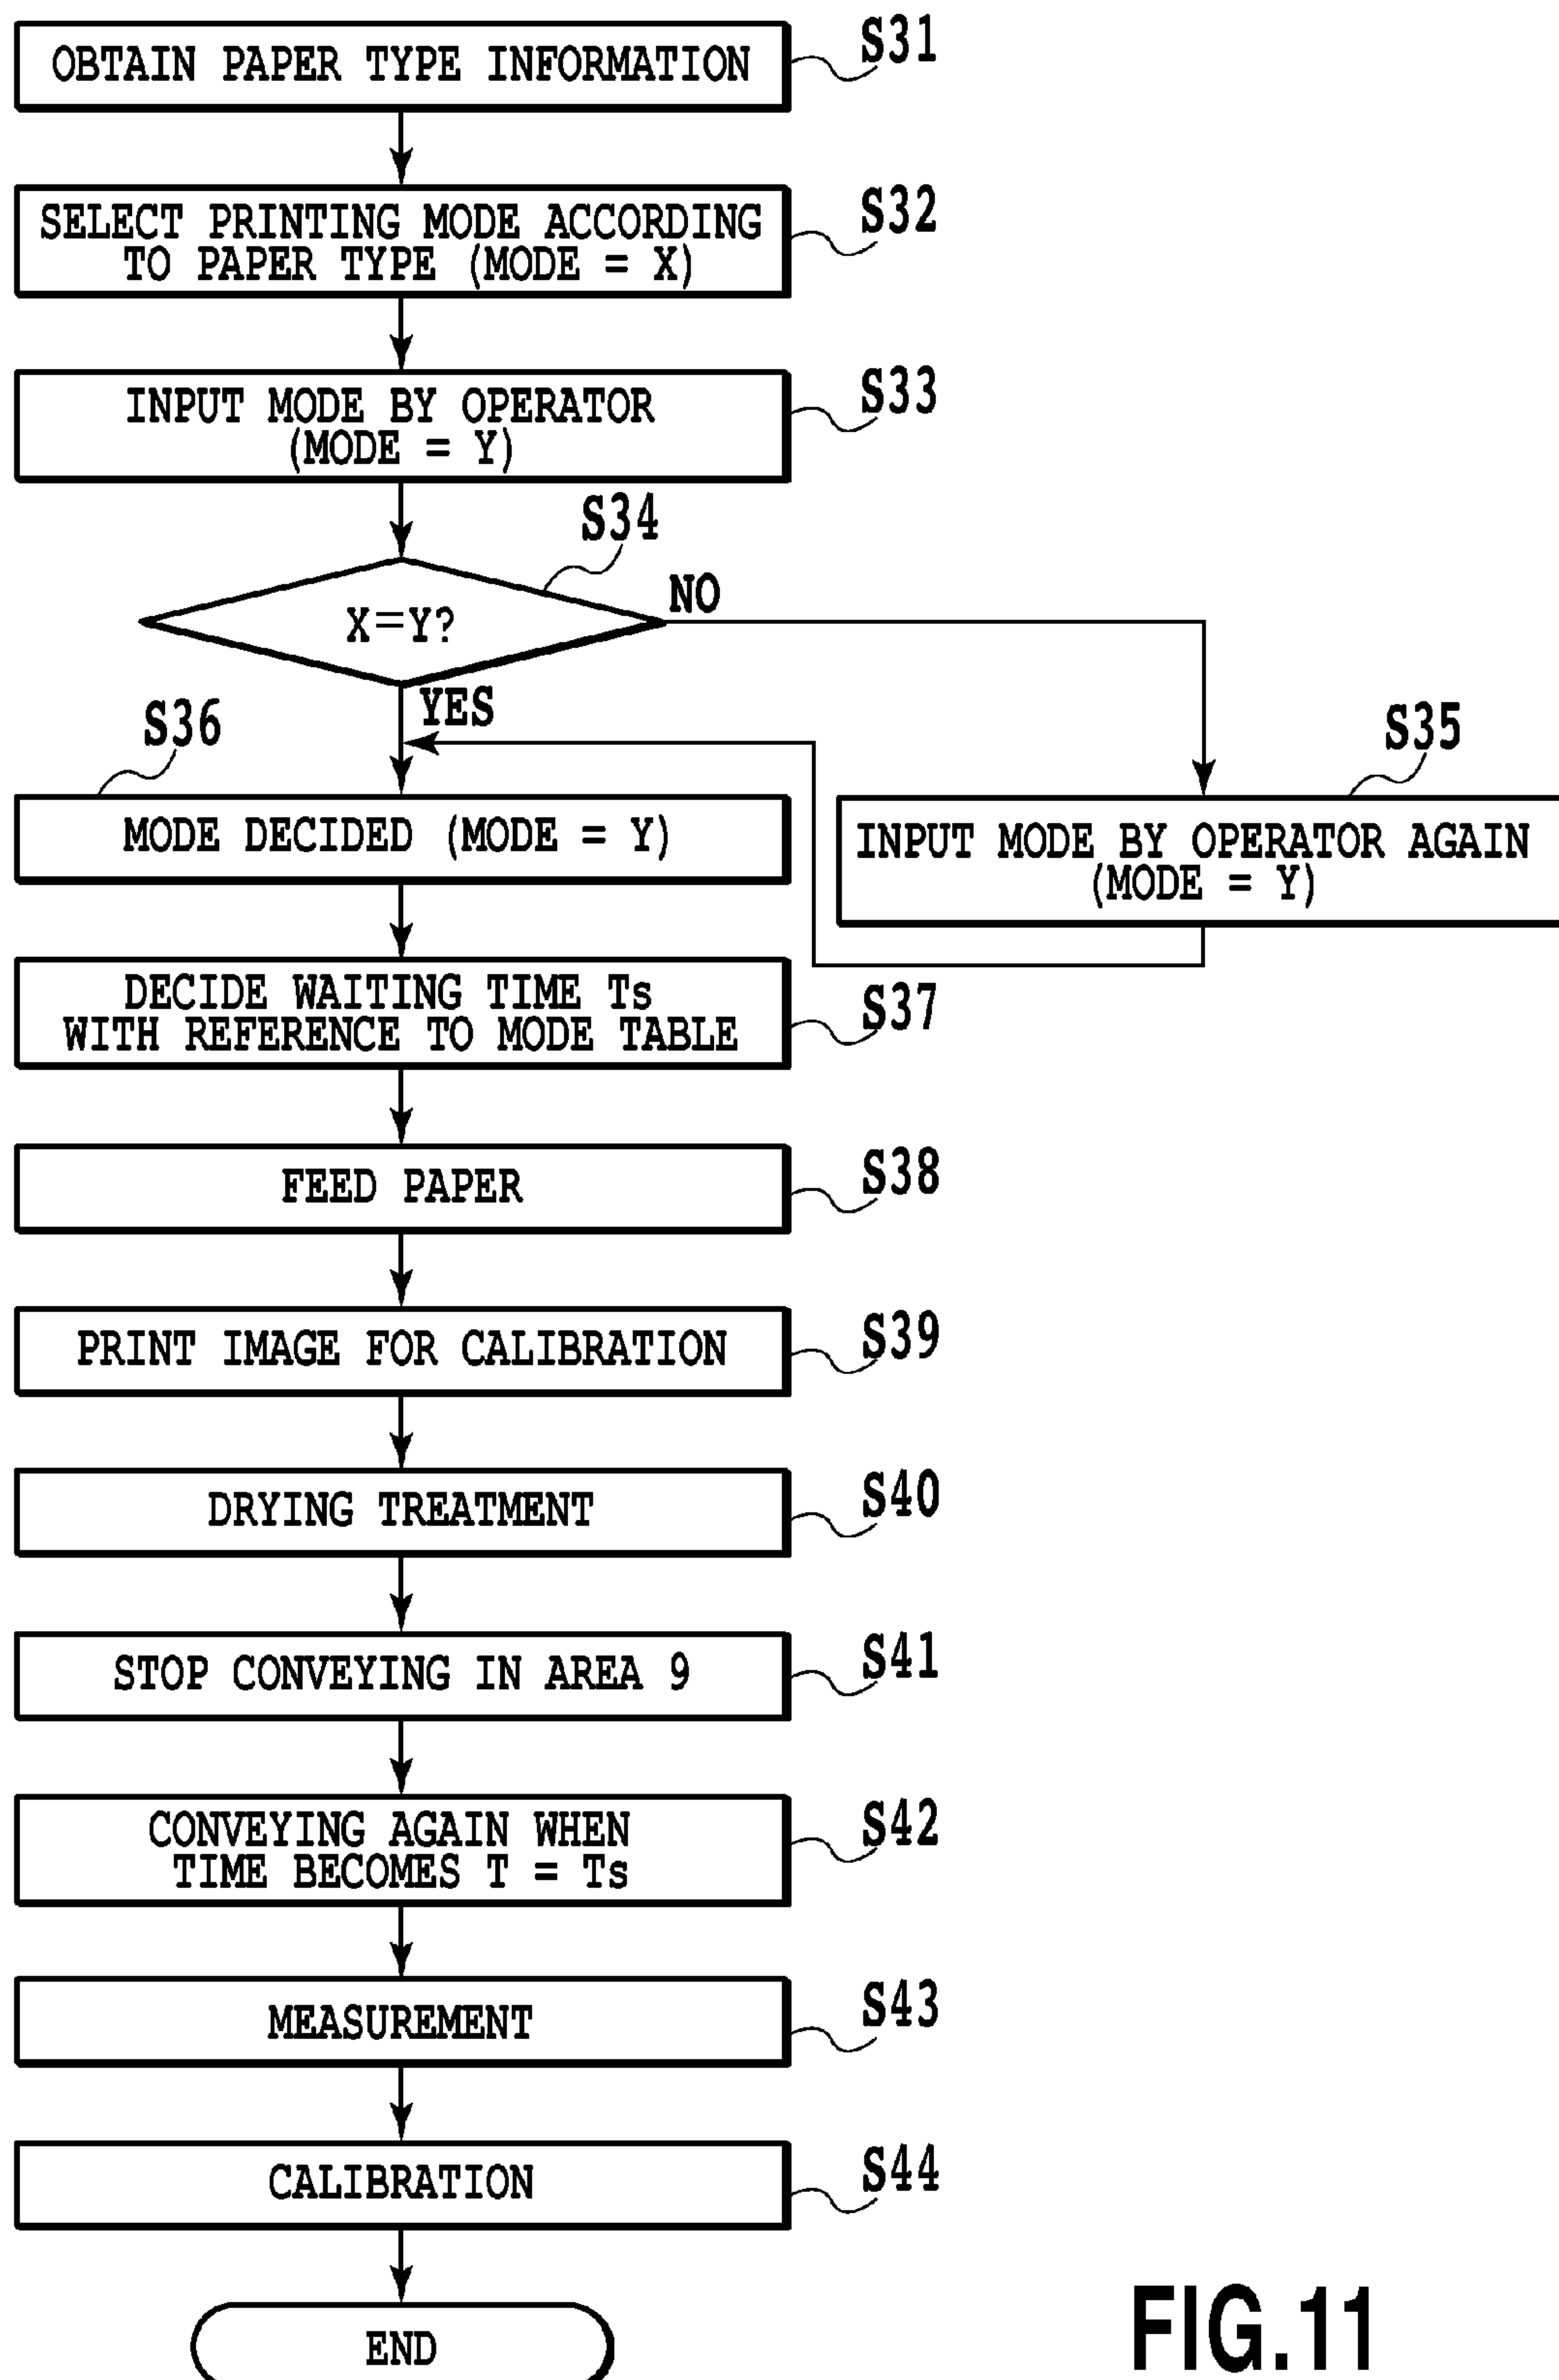 OBTAIN PAPER TYPE INFORMATION
S31
SELECT PRINTING MODE ACCORDING
TO PAPER TYPE (MODE = X)
S32
INPUT MODE BY OPERATOR
(MODE = Y)
S33
S34
X=Y?
NO
YES
S36
MODE DECIDED (MODE = Y)
S35
INPUT MODE BY OPERATOR AGAIN
(MODE = Y)
DECIDE WAITING TIME Ts
WITH REFERENCE TO MODE TABLE
S37
FEED PAPER
S38
PRINT IMAGE FOR CALIBRATION
S39
DRYING TREATMENT
S40
STOP CONVEYING IN AREA 9
S41
CONVEYING AGAIN WHEN
TIME BECOMES T = Ts
S42
MEASUREMENT
S43
CALIBRATION
S44
END
FIG.11